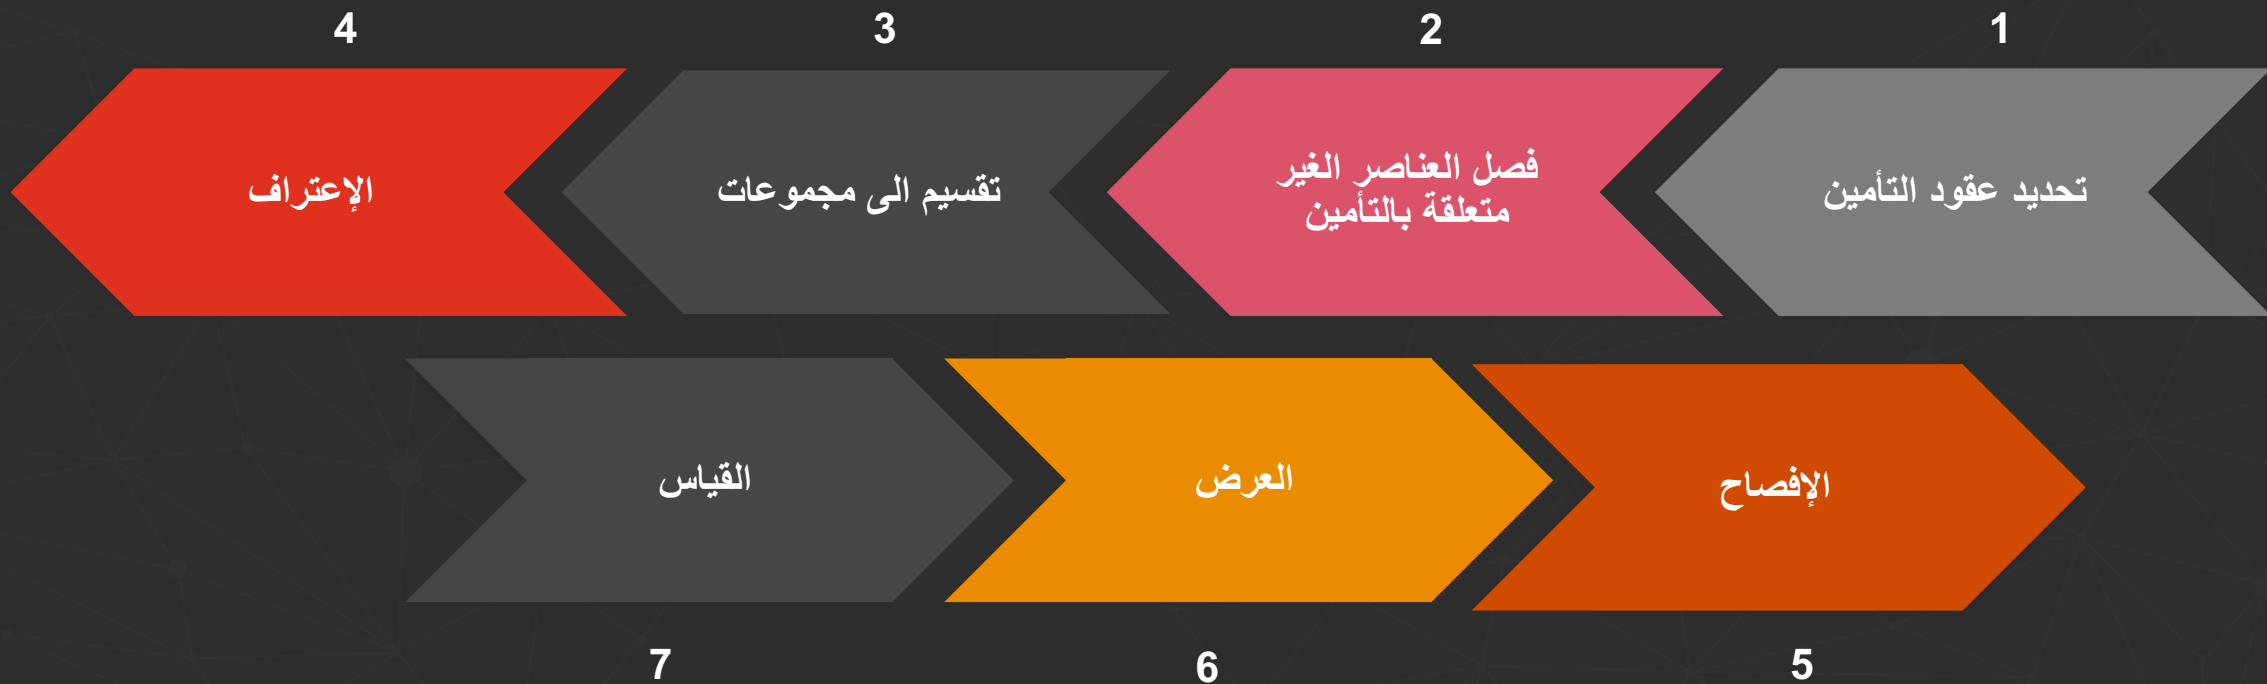 1
2
3
4
تحديد عقود التأمين
فصل العناصر الغير
متعلقة بالتأمين
تقسيم الى مجموعات
الإعتراف
الإفصاح
العرض
القياس
5
6
7